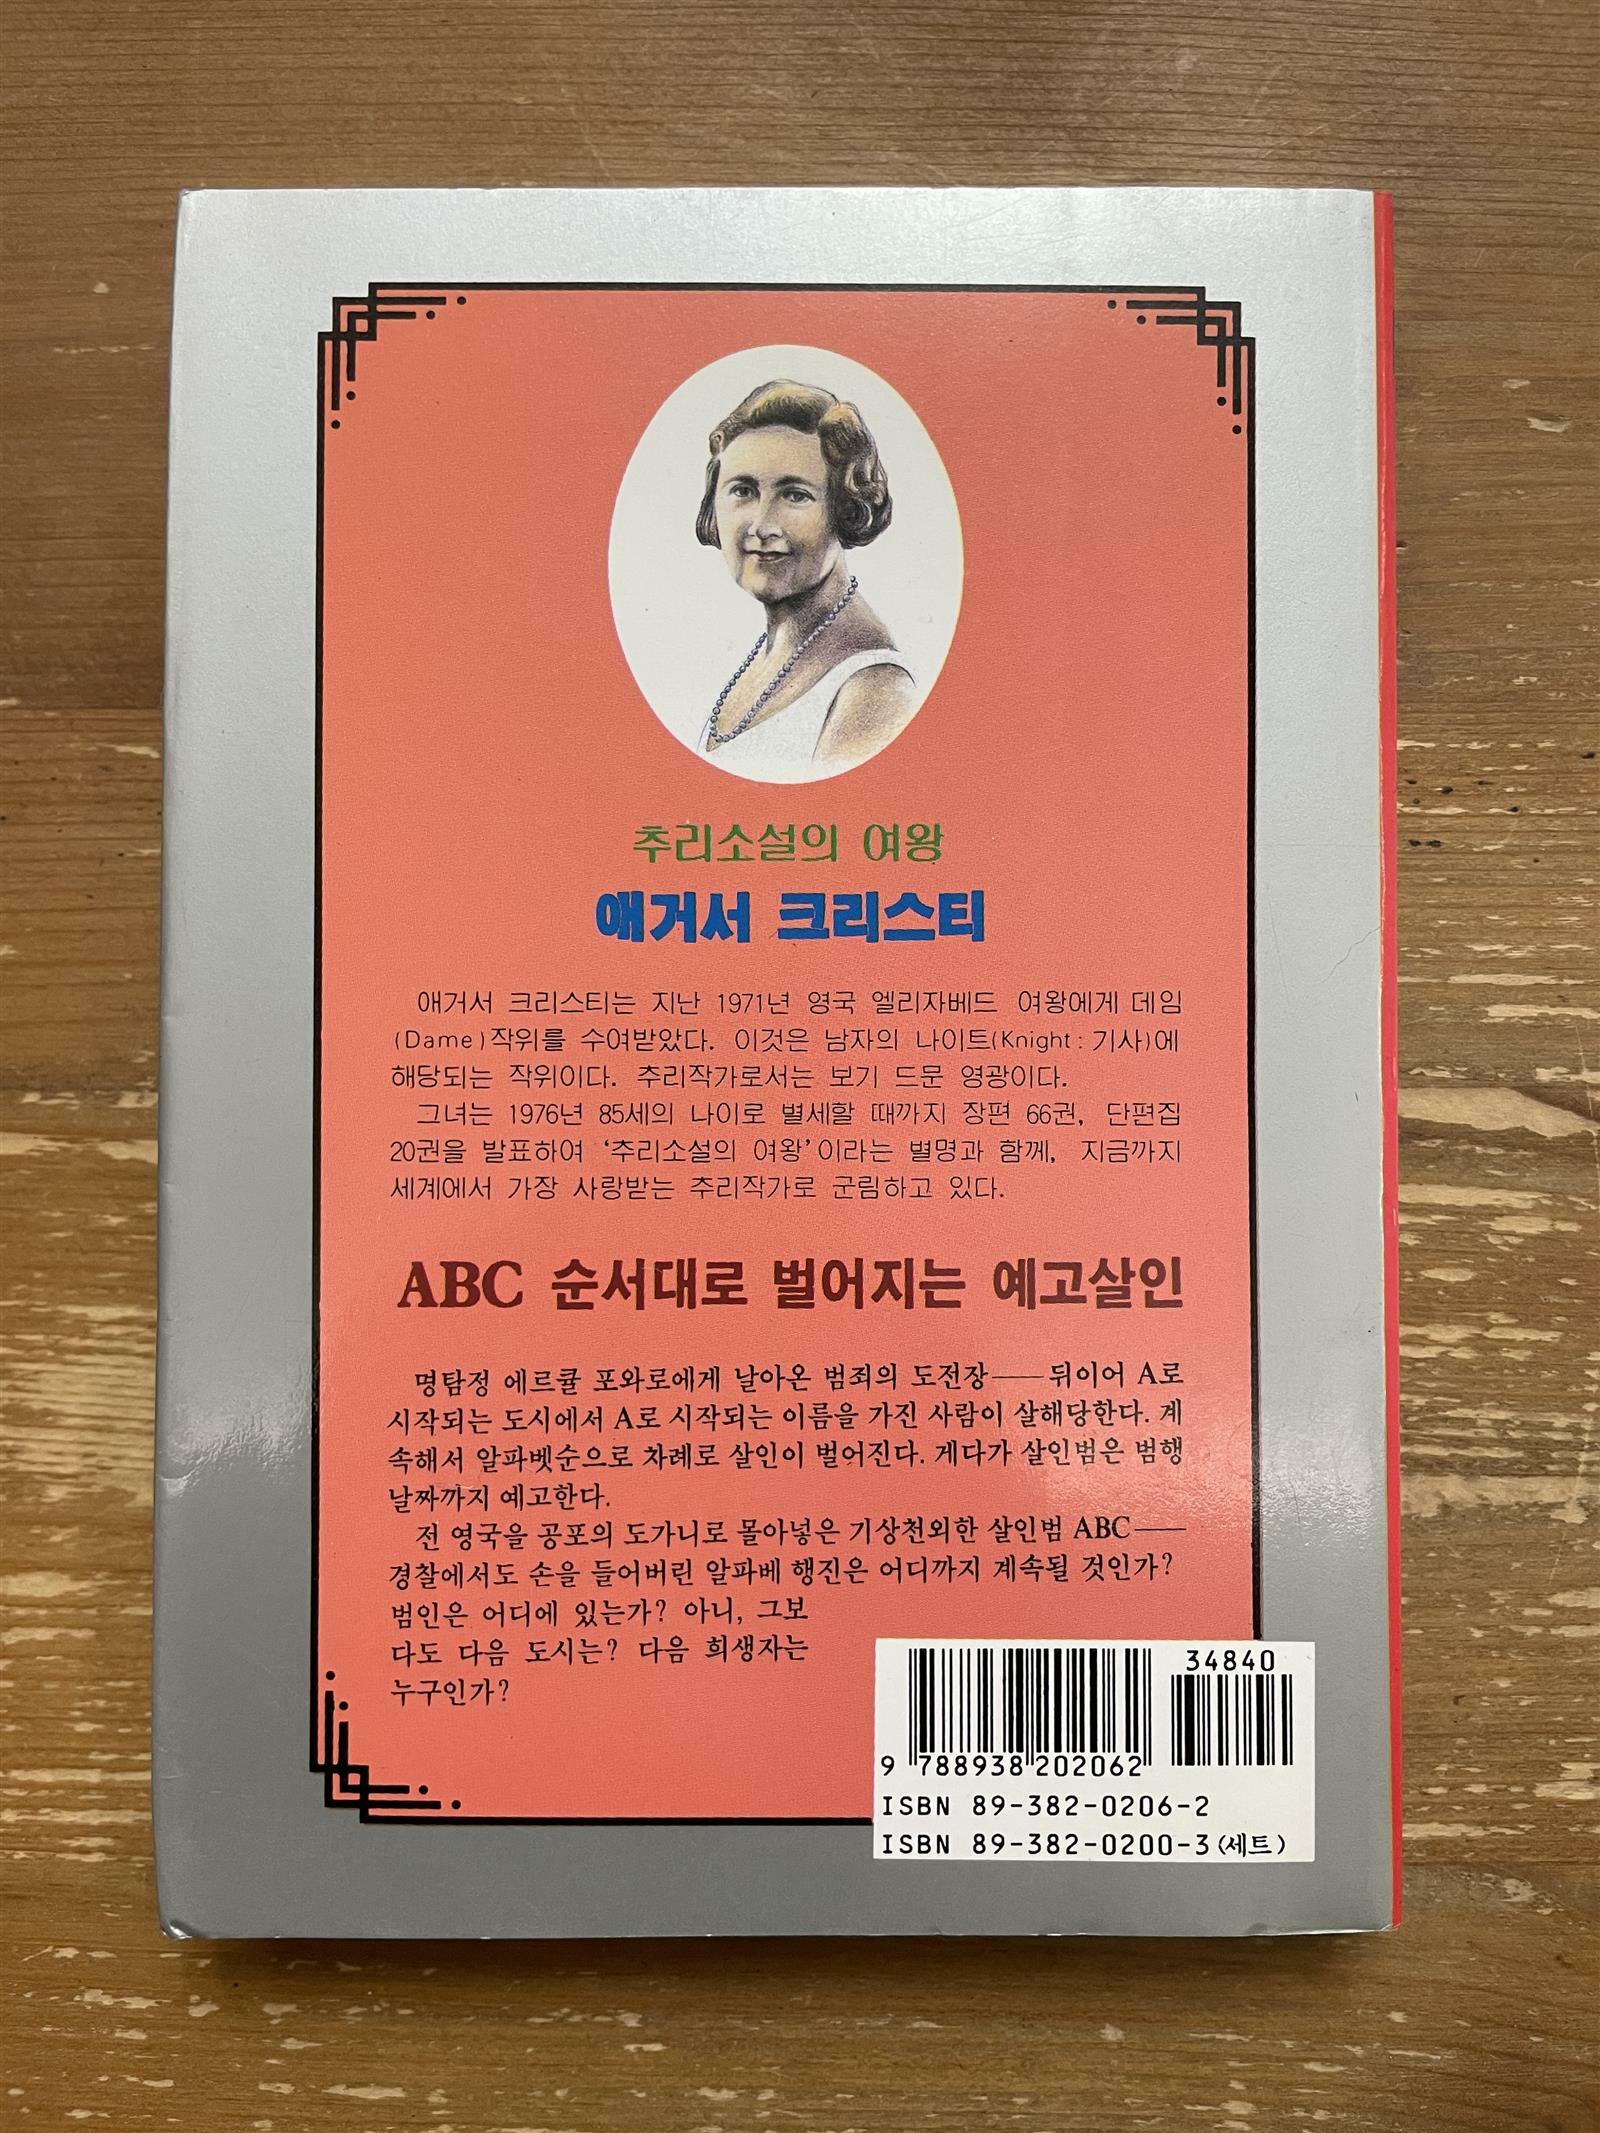 추리소설의 여왕
애거서 크리스티
애거서 크리스티는 지난 1971년 영국 엘리자베드 여왕에게 데임
(Dame)작위를 수여받았다. 이것은 남자의 나이트(Knight: 기사)에
해당되는 작위이다. 추리작가로서는 보기 드문 영광이다.
그녀는 1976년 85세의 나이로 별세할 때까지 장편 66권, 단편집
20권을 발표하여 ‘추리소설의 여왕’이라는 별명과 함께, 지금까지
세계에서 가장 사랑받는 추리작가로 군림하고 있다.
ABC 순서대로 벌어지는 예고살인
명탐정 에르큘 포와로에게 날아온 범죄의 도전장——뒤이어 A로
시작되는 도시에서 A로 시작되는 이름을 가진 사람이 살해당한다. 계
속해서 알파벳순으로 차례로 살인이 벌어진다. 게다가 살인범은 범행
날짜까지 예고한다.
전 영국을 공포의 도가니로 몰아넣은 기상천외한 살인범 ABC——
경찰에서도 손을 들어버린 알파베 행진은 어디까지 계속될 것인가?
범인은 어디에 있는가? 아니, 그보
다도 다음 도시는? 다음 희생자는
누구인가?
34840
9 788938 202062
ISBN 89-382-0206-2
ISBN 89-382-0200-3(세트)